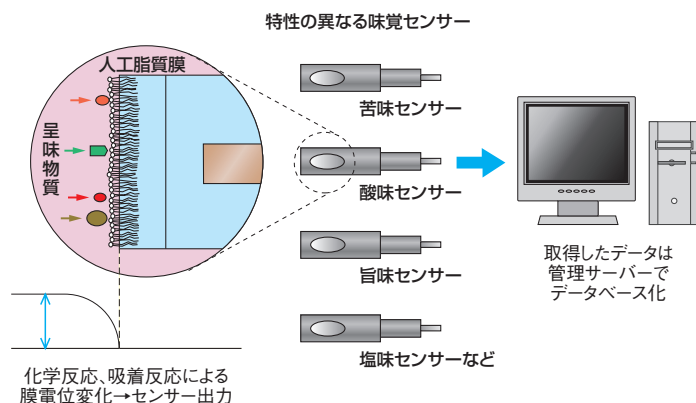 特性の異なる味覚センサー
人工脂質膜
呈味物質
苦味センサー
酸味センサー
旨味センサー
塩味センサーなど
取得したデータは
管理サーバーで
データベース化
化学反応、吸着反応による
膜電位変化→センサー出力